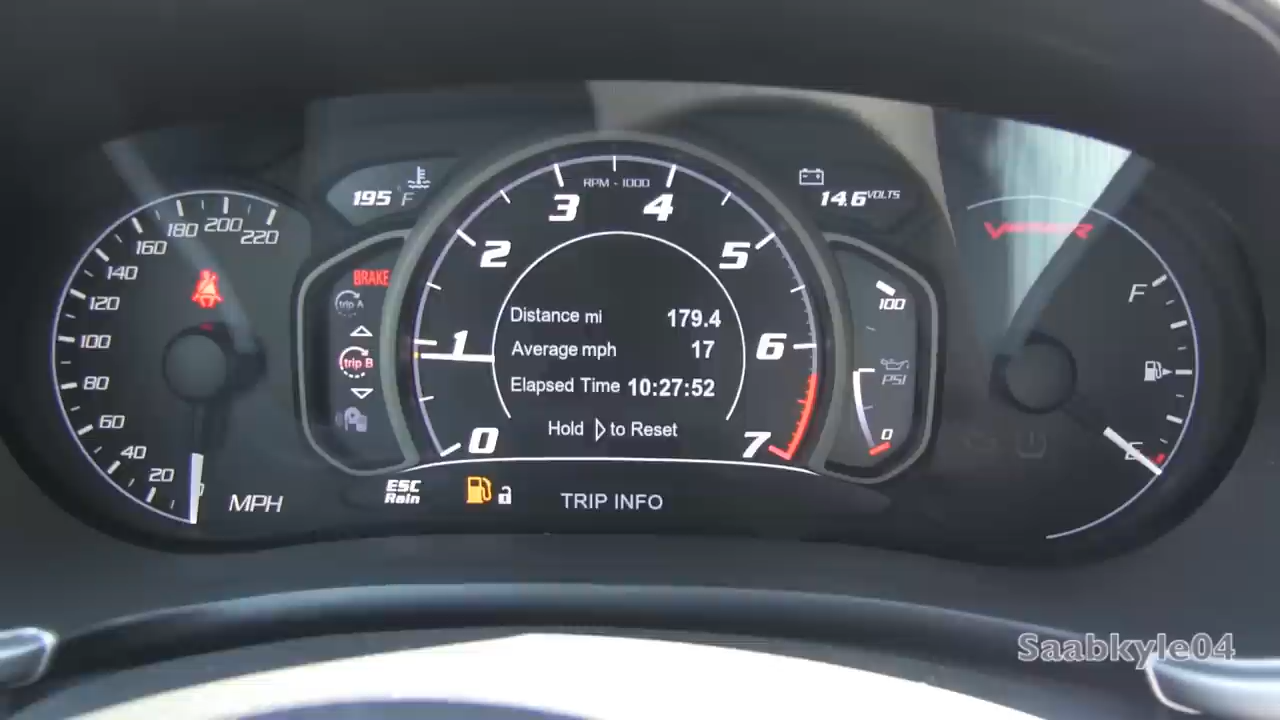 220
200
180
160
140
120
100
80
60
40
20
0
MPH
195 °F
BRAKE
trip A
trip B
RPM - 1000
0
1
2
3
4
5
6
7
Distance mi 179.4
Average mph 17
Elapsed Time 10:27:52
Hold ▷ to Reset
ESC
Rain
TRIP INFO
14.6 VOLTS
100
PSI
0
VIPER
F
E
Saabkyle04